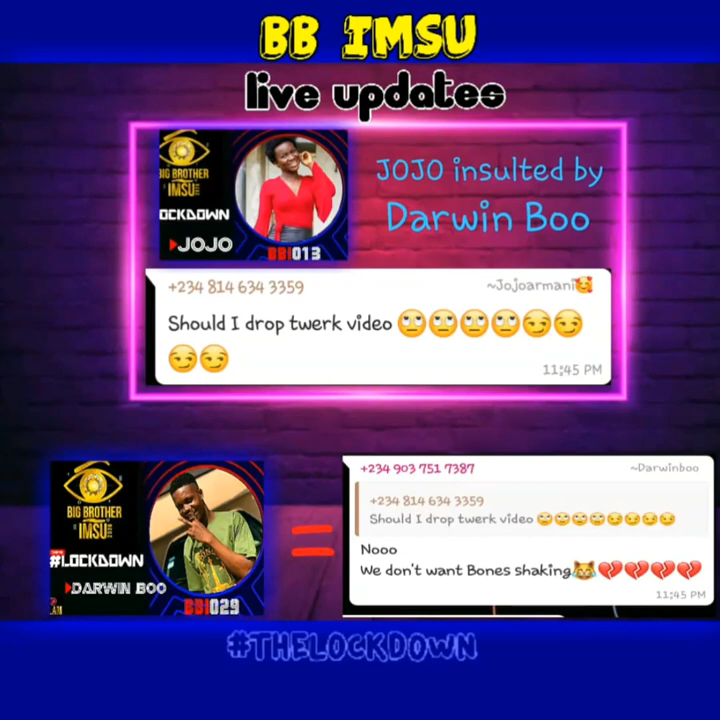 BB IMSU
live updates
BIG BROTHER
IMSU
OCKDOWN
JOJO
BBI013
JOJO insulted by
Darwin Boo
+234 814 634 3359
~Jojoarmani🥰
Should I drop twerk video 🙄🙄🙄🙄😏😏
😏😏
11:45 PM
BIG BROTHER
IMSU
#LOCKDOWN
DARWIN BOO
BBI029
=
+234 903 751 7387
~Darwinboo
+234 814 634 3359
Should I drop twerk video 🙄🙄🙄🙄😏😏😏😏
Nooo
We don't want Bones shaking😹💔💔💔💔
11:45 PM
#THELOCKDOWN